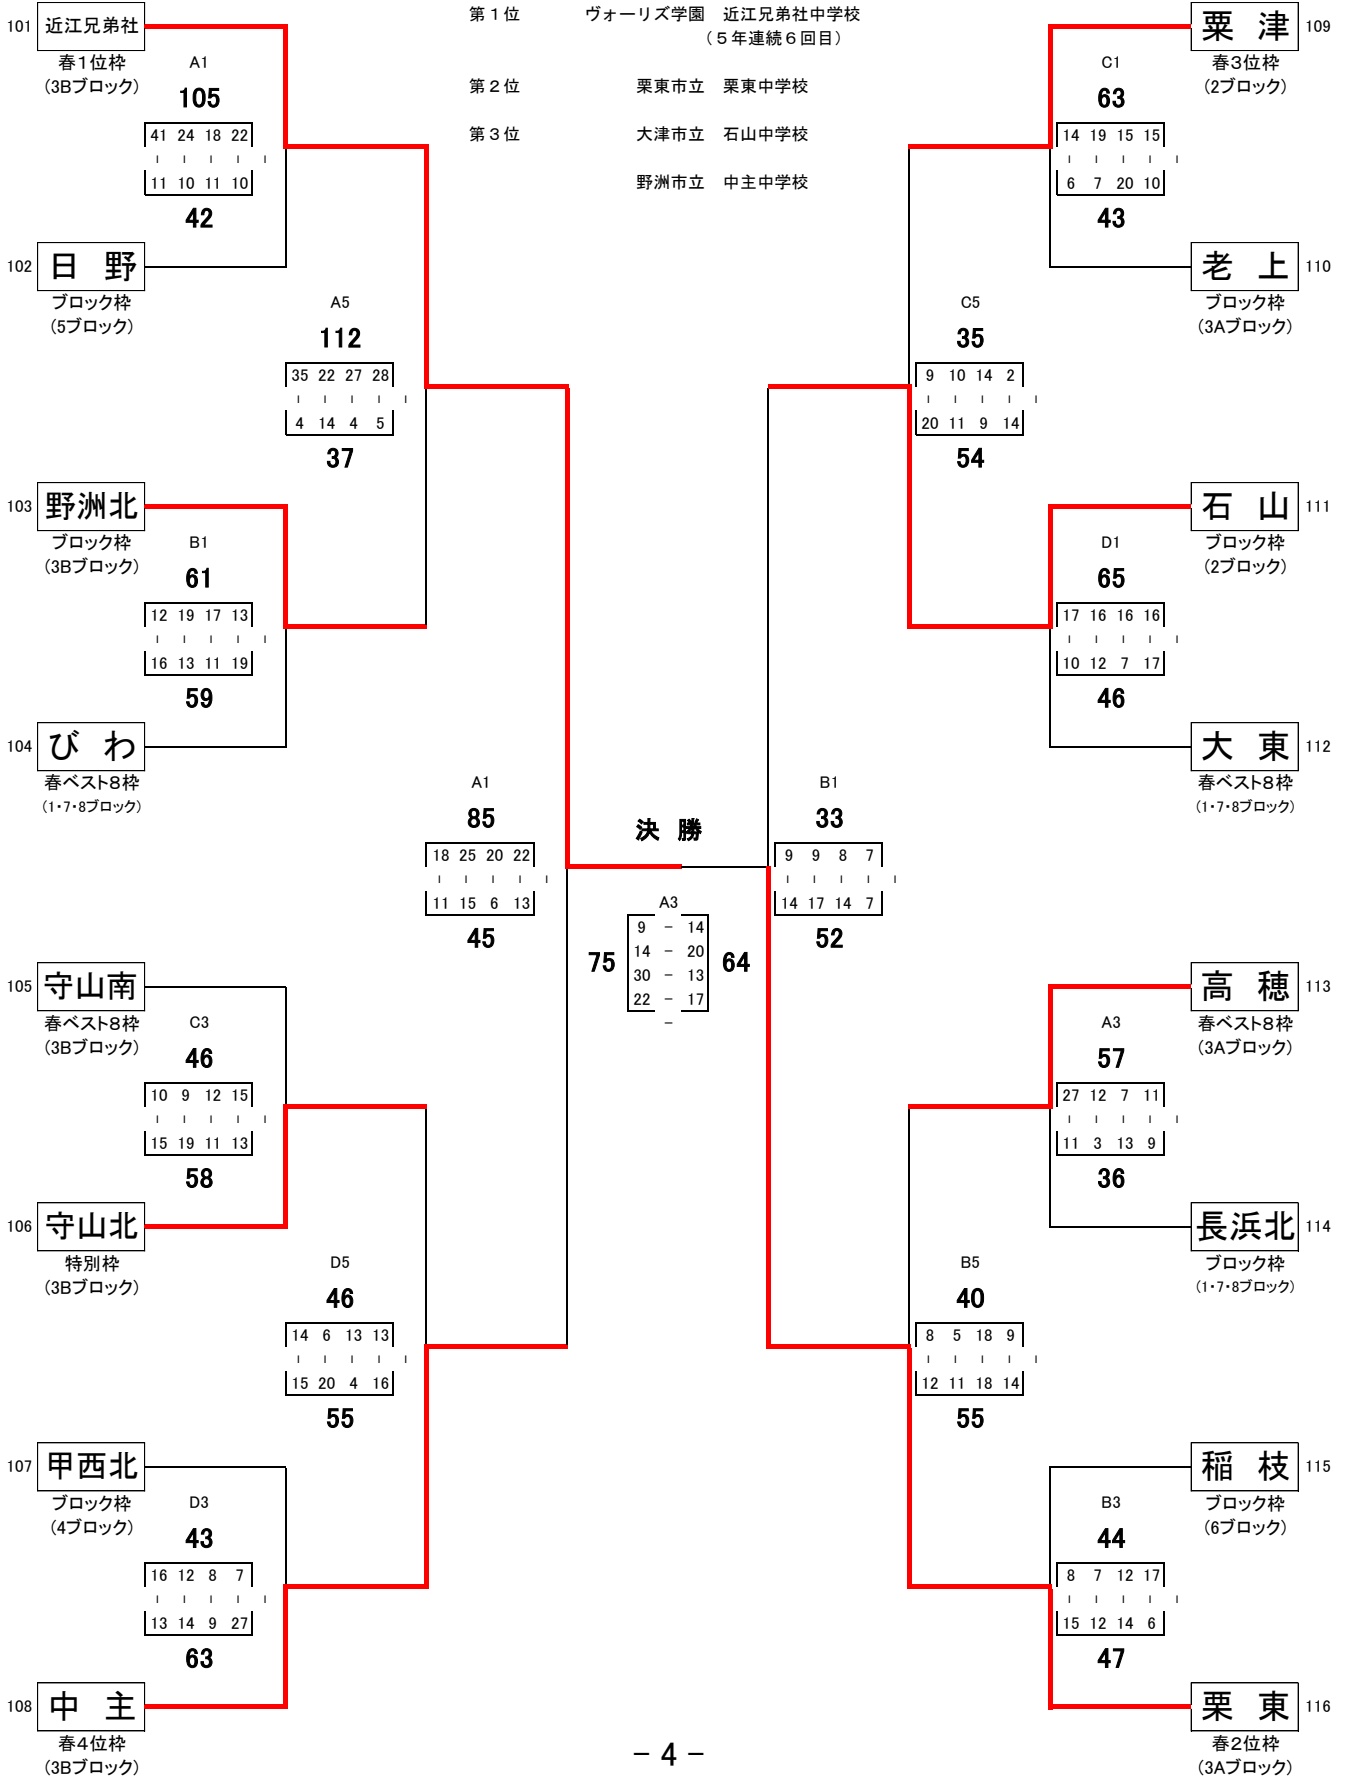 第１位 ヴォーリズ学園 近江兄弟社中学校
（５年連続６回目）
第２位 栗東市立 栗東中学校
第３位 大津市立 石山中学校
野洲市立 中主中学校
101 近江兄弟社
春１位枠
(3Bブロック)
A1
105
41 24 18 22
11 10 11 10
42
102 日 野
ブロック枠
(5ブロック)
A5
112
35 22 27 28
4 14 4 5
37
103 野洲北
ブロック枠
(3Bブロック)
B1
61
12 19 17 13
16 13 11 19
59
104 びわ
春ベスト８枠
(1・7・8ブロック)
A1
85
18 25 20 22
11 15 6 13
45
105 守山南
春ベスト８枠
(3Bブロック)
C3
46
10 9 12 15
15 19 11 13
58
106 守山北
特別枠
(3Bブロック)
D5
46
14 6 13 13
15 20 4 16
55
107 甲西北
ブロック枠
(4ブロック)
D3
43
16 12 8 7
13 14 9 27
63
108 中 主
春４位枠
(3Bブロック)
決 勝
A3
9 － 14
14 － 20
75 64
30 － 13
22 － 17
－
粟 津 109
春３位枠
(2ブロック)
C1
63
14 19 15 15
6 7 20 10
43
老 上 110
ブロック枠
(3Aブロック)
C5
35
9 10 14 2
20 11 9 14
54
石 山 111
ブロック枠
(2ブロック)
D1
65
17 16 16 16
10 12 7 17
46
大 東 112
春ベスト８枠
(1・7・8ブロック)
B1
33
9 9 8 7
14 17 14 7
52
高 穂 113
春ベスト８枠
(3Aブロック)
A3
57
27 12 7 11
11 3 13 9
36
長浜北 114
ブロック枠
(1・7・8ブロック)
B5
40
8 5 18 9
12 11 18 14
55
稲 枝 115
ブロック枠
(6ブロック)
B3
44
8 7 12 17
15 12 14 6
47
栗 東 116
春２位枠
(3Aブロック)
－ 4 －